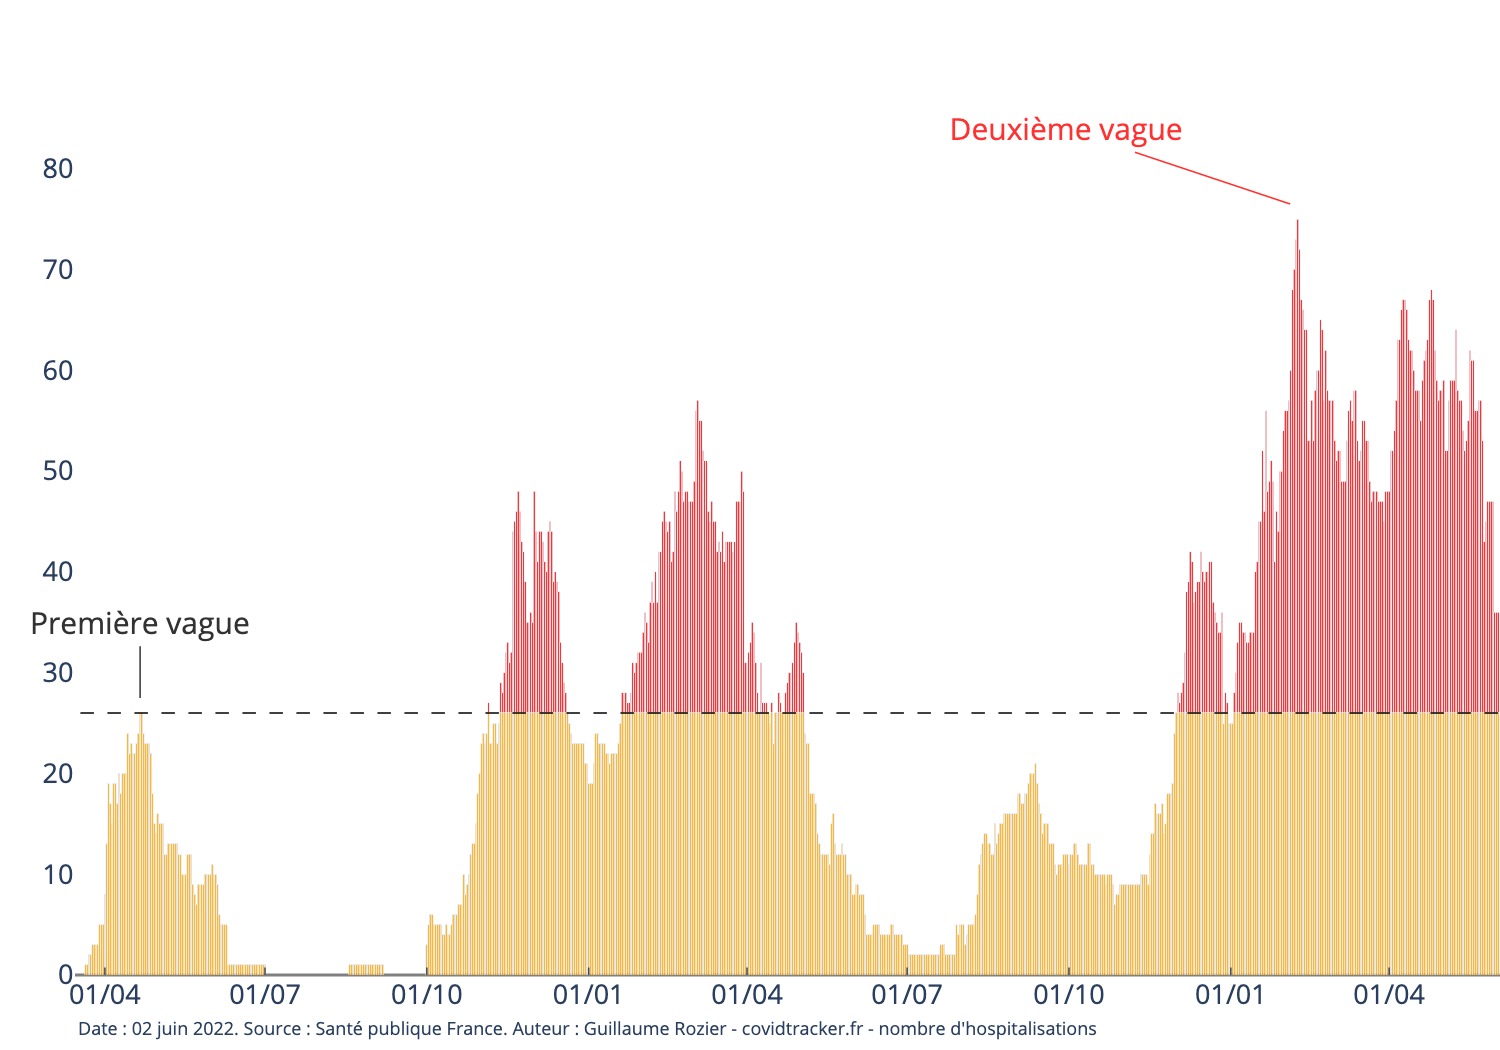 Deuxième vague
80
70
60
50
40
Première vague
30
20
10
0
01/04 01/07 01/10 01/01 01/04 01/07 01/10 01/01 01/04
Date : 02 juin 2022. Source : Santé publique France. Auteur : Guillaume Rozier - covidtracker.fr - nombre d'hospitalisations